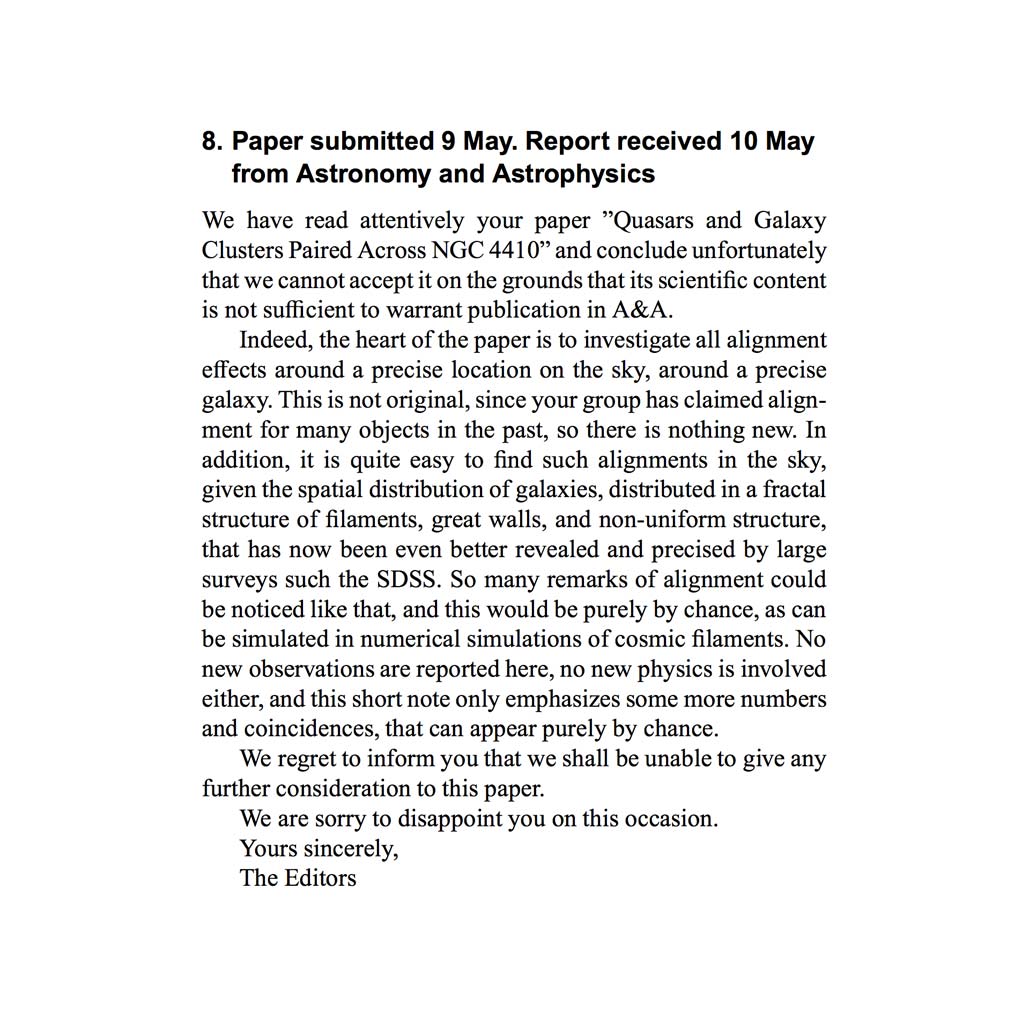 8. Paper submitted 9 May. Report received 10 May
from Astronomy and Astrophysics
We have read attentively your paper ”Quasars and Galaxy
Clusters Paired Across NGC 4410” and conclude unfortunately
that we cannot accept it on the grounds that its scientific content
is not sufficient to warrant publication in A&A.
Indeed, the heart of the paper is to investigate all alignment
effects around a precise location on the sky, around a precise
galaxy. This is not original, since your group has claimed align-
ment for many objects in the past, so there is nothing new. In
addition, it is quite easy to find such alignments in the sky,
given the spatial distribution of galaxies, distributed in a fractal
structure of filaments, great walls, and non-uniform structure,
that has now been even better revealed and precised by large
surveys such the SDSS. So many remarks of alignment could
be noticed like that, and this would be purely by chance, as can
be simulated in numerical simulations of cosmic filaments. No
new observations are reported here, no new physics is involved
either, and this short note only emphasizes some more numbers
and coincidences, that can appear purely by chance.
We regret to inform you that we shall be unable to give any
further consideration to this paper.
We are sorry to disappoint you on this occasion.
Yours sincerely,
The Editors